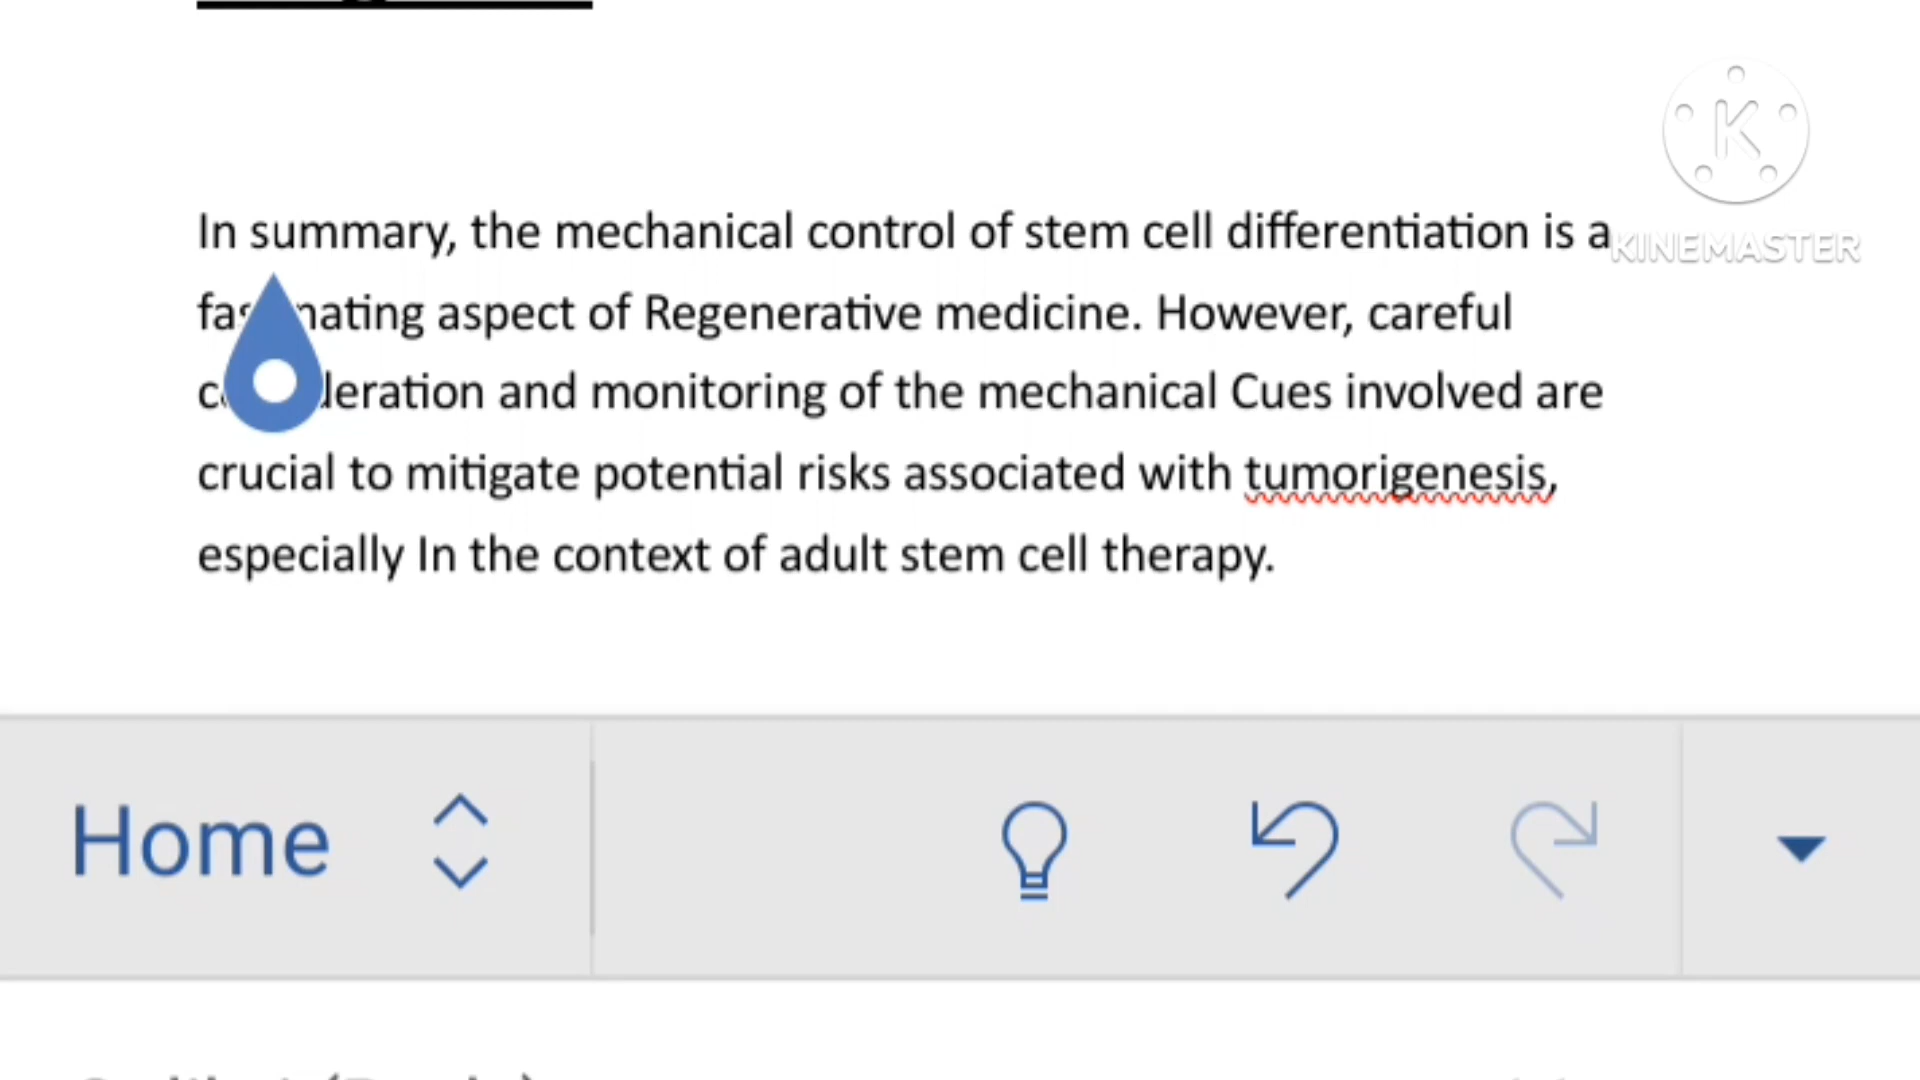 In summary, the mechanical control of stem cell differentiation is a
KINEMASTER
aspect of Regenerative medicine. However, careful
and monitoring of the mechanical Cues involved are
crucial to mitigate potential risks associated with tumorigenesis,
especially In the context of adult stem cell therapy.
Home